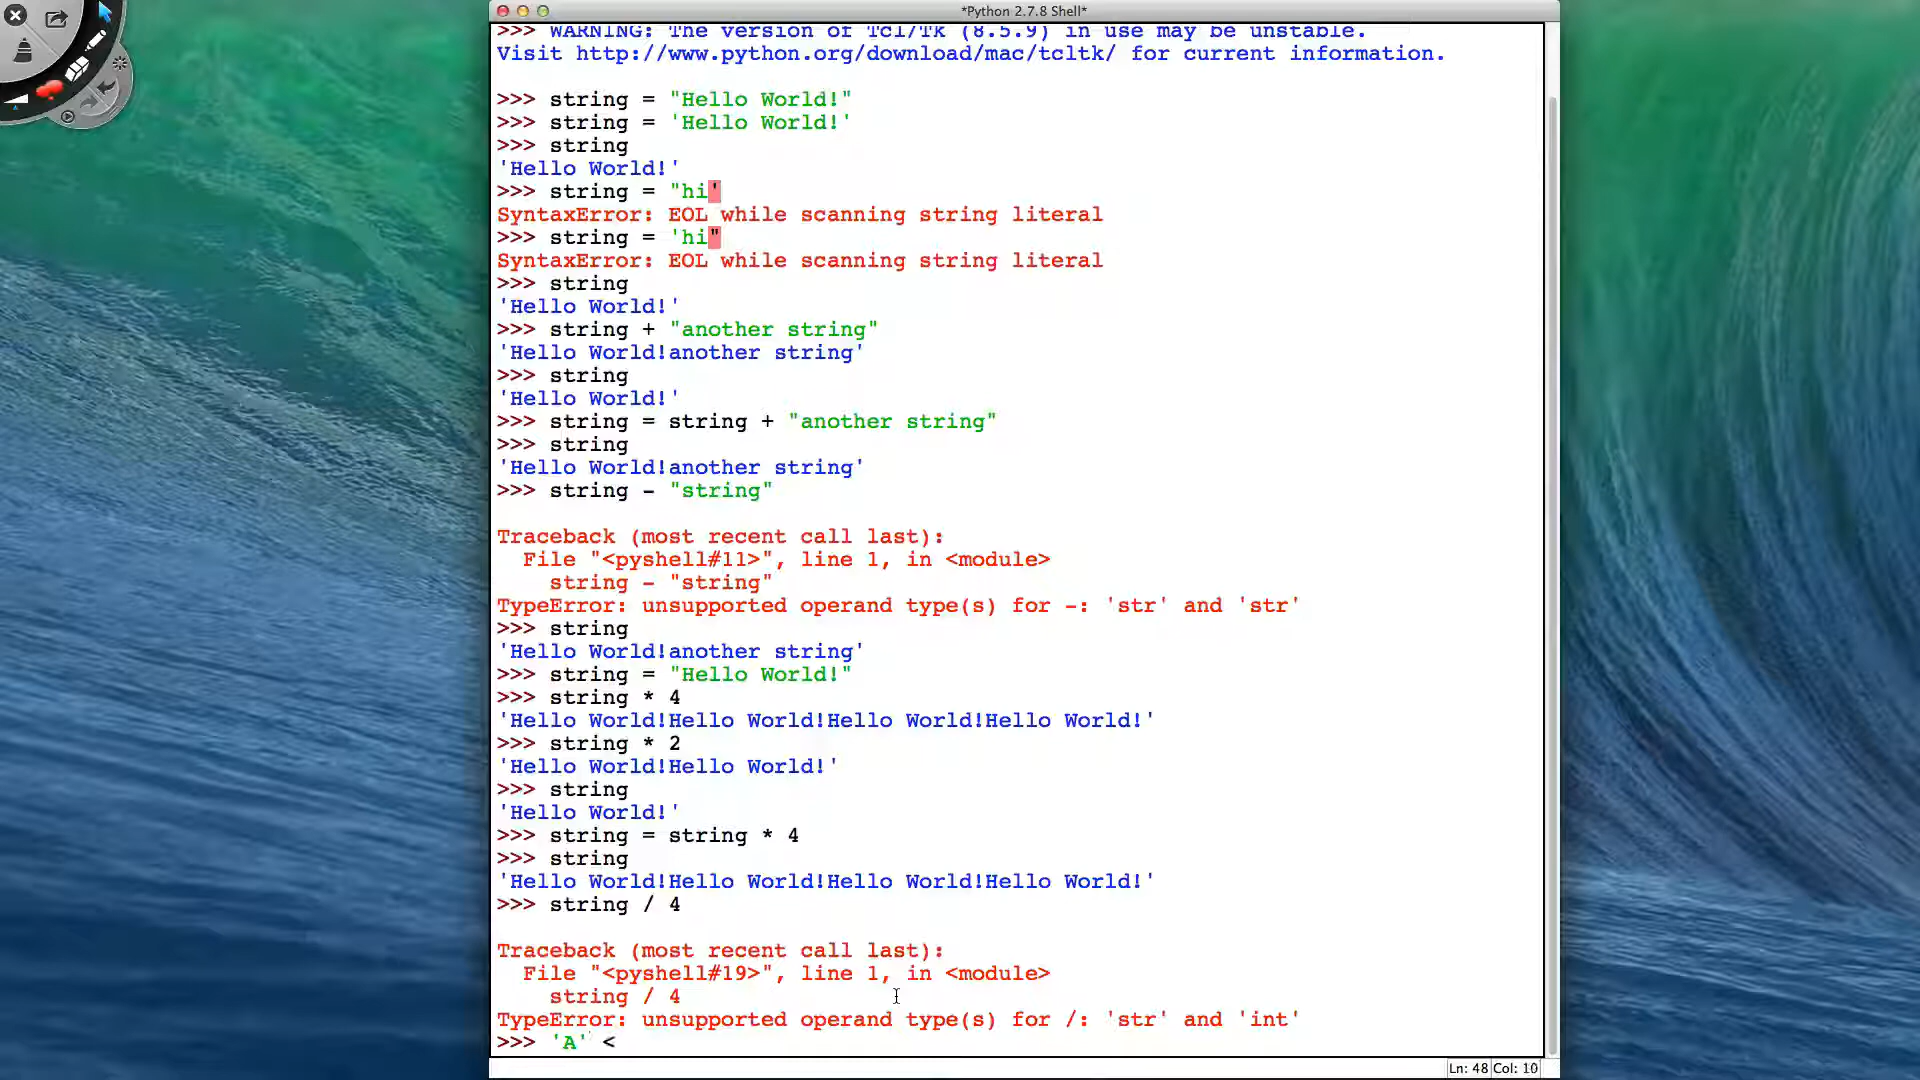 *Python 2.7.8 Shell*
>>> WARNING: The version of Tcl/Tk (8.5.9) in use may be unstable.
Visit http://www.python.org/download/mac/tcltk/ for current information.
>>> string = "Hello World!"
>>> string = 'Hello World!'
>>> string
'Hello World!'
>>> string = "hi'
SyntaxError: EOL while scanning string literal
>>> string = 'hi"
SyntaxError: EOL while scanning string literal
>>> string
'Hello World!'
>>> string + "another string"
'Hello World!another string'
>>> string
'Hello World!'
>>> string = string + "another string"
>>> string
'Hello World!another string'
>>> string - "string"
Traceback (most recent call last):
  File "<pyshell#11>", line 1, in <module>
    string - "string"
TypeError: unsupported operand type(s) for -: 'str' and 'str'
>>> string
'Hello World!another string'
>>> string = "Hello World!"
>>> string * 4
'Hello World!Hello World!Hello World!Hello World!'
>>> string * 2
'Hello World!Hello World!'
>>> string
'Hello World!'
>>> string = string * 4
>>> string
'Hello World!Hello World!Hello World!Hello World!'
>>> string / 4
Traceback (most recent call last):
  File "<pyshell#19>", line 1, in <module>
    string / 4
TypeError: unsupported operand type(s) for /: 'str' and 'int'
>>> 'A' <
Ln: 48 Col: 10